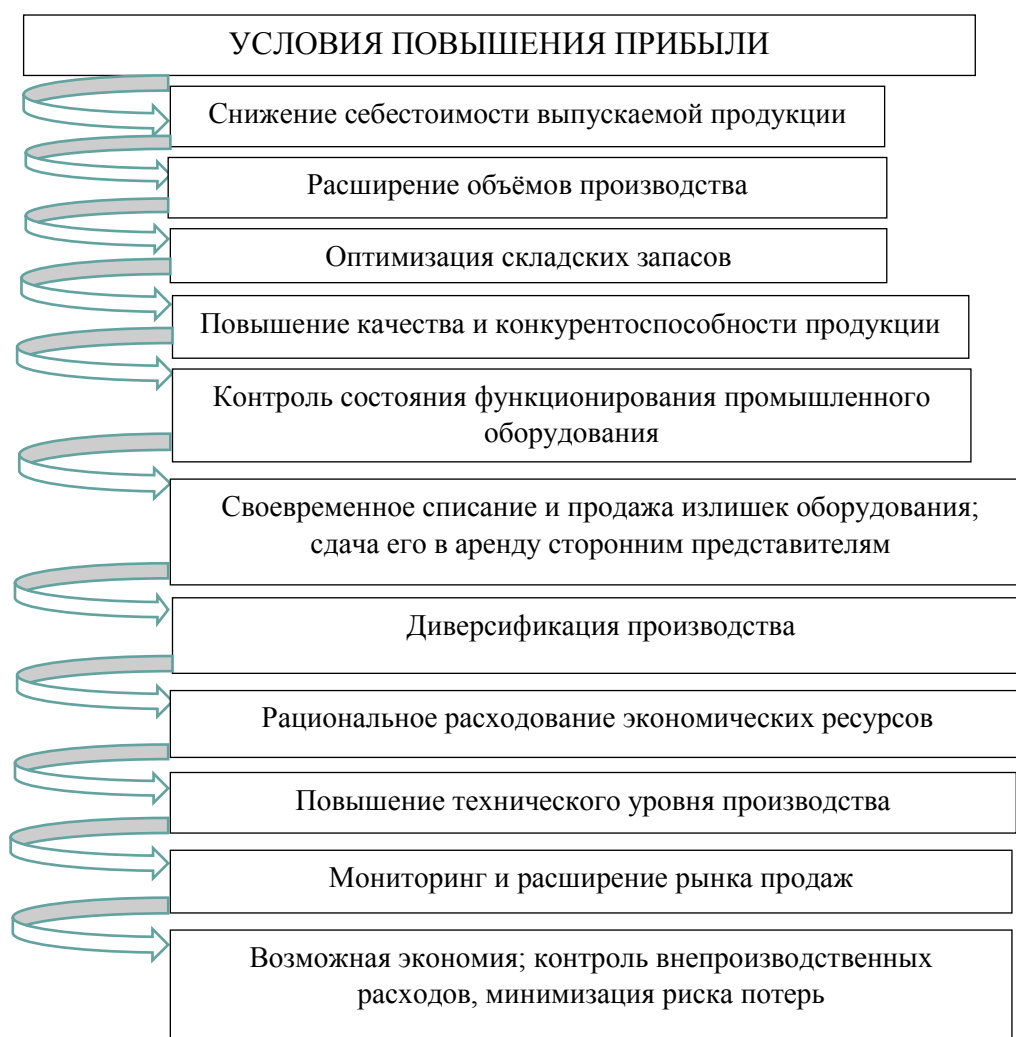 УСЛОВИЯ ПОВЫШЕНИЯ ПРИБЫЛИ
Снижение себестоимости выпускаемой продукции
Расширение объёмов производства
Оптимизация складских запасов
Повышение качества и конкурентоспособности продукции
Контроль состояния функционирования промышленного
оборудования
Своевременное списание и продажа излишек оборудования;
сдача его в аренду сторонним представителям
Диверсификация производства
Рациональное расходование экономических ресурсов
Повышение технического уровня производства
Мониторинг и расширение рынка продаж
Возможная экономия; контроль внепроизводственных
расходов, минимизация риска потерь